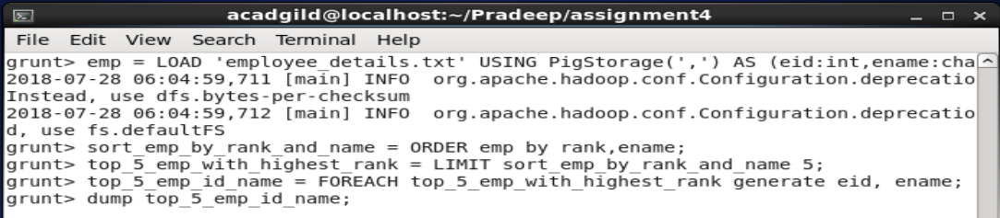 acadgild@localhost:~/Pradeep/assignment4
File Edit View Search Terminal Help
grunt> emp = LOAD 'employee_details.txt' USING PigStorage(',') AS (eid:int,ename:cha
2018-07-28 06:04:59,711 [main] INFO  org.apache.hadoop.conf.Configuration.deprecatio
Instead, use dfs.bytes-per-checksum
2018-07-28 06:04:59,712 [main] INFO  org.apache.hadoop.conf.Configuration.deprecatio
d, use fs.defaultFS
grunt> sort_emp_by_rank_and_name = ORDER emp by rank,ename;
grunt> top_5_emp_with_highest_rank = LIMIT sort_emp_by_rank_and_name 5;
grunt> top_5_emp_id_name = FOREACH top_5_emp_with_highest_rank generate eid, ename;
grunt> dump top_5_emp_id_name;